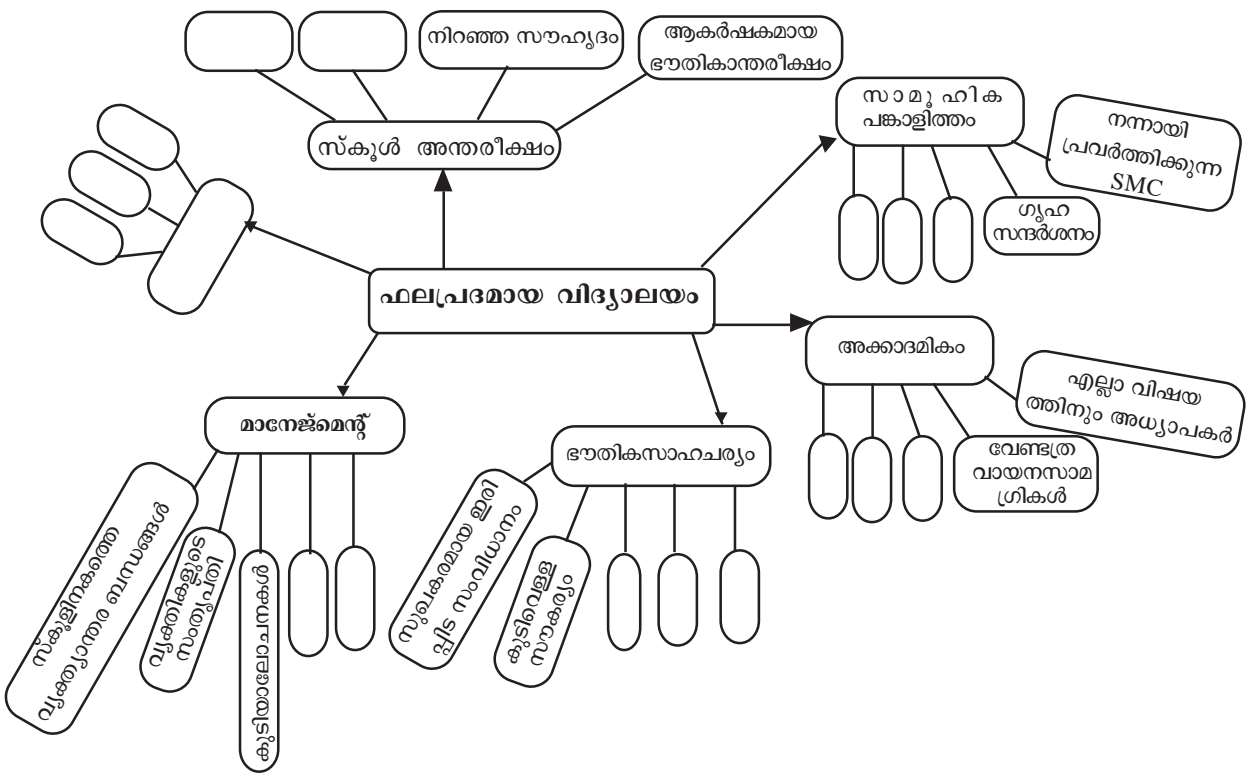 നിറഞ്ഞ സൗഹൃദം
ആകർഷകമായ
ഭൗതികാന്തരീക്ഷം
സ്കൂൾ അന്തരീക്ഷം
സാമൂഹിക
പങ്കാളിത്തം
നന്നായി
പ്രവർത്തിക്കുന്ന
SMC
ഗൃഹ
സന്ദർശനം
ഫലപ്രദമായ വിദ്യാലയം
അക്കാദമികം
എല്ലാ വിഷയ
ത്തിനും അധ്യാപകർ
വേണ്ടത്ര
വായനസാമ
ഗ്രികൾ
മാനേജ്മെന്റ്
സ്കൂളിനകത്തെ
വ്യക്ത്യാന്തര ബന്ധങ്ങൾ
വ്യക്തികളുടെ
സംതൃപ്തി
കൂടിയാലോചനകൾ
ഭൗതികസാഹചര്യം
സുഖകരമായ ഇരി
പ്പിട സംവിധാനം
കുടിവെള്ള
സൗകര്യം